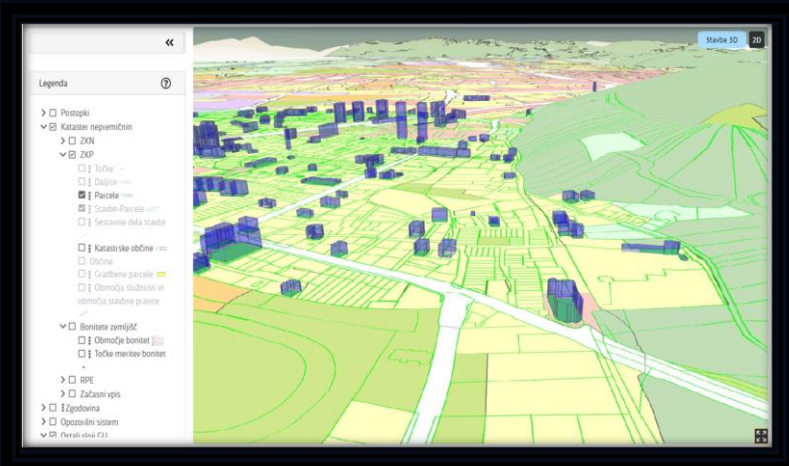 «
Stavbe 3D
2D
Legenda
?
Postopki
Kataster nepremičnin
ZKN
ZKP
Točke
Daljice
Parcele
Stavbe-Parcele
Sestavine dela stavbe
Katastrske občine
Občine
Gradbene parcele
Območja služnosti in
območja stavbne pravice
Bonitete zemljišč
Območje bonitet
Točke meritev bonitet
RPE
Začasni vpis
Zgodovina
Opozorilni sistem
Ostali sloji GU